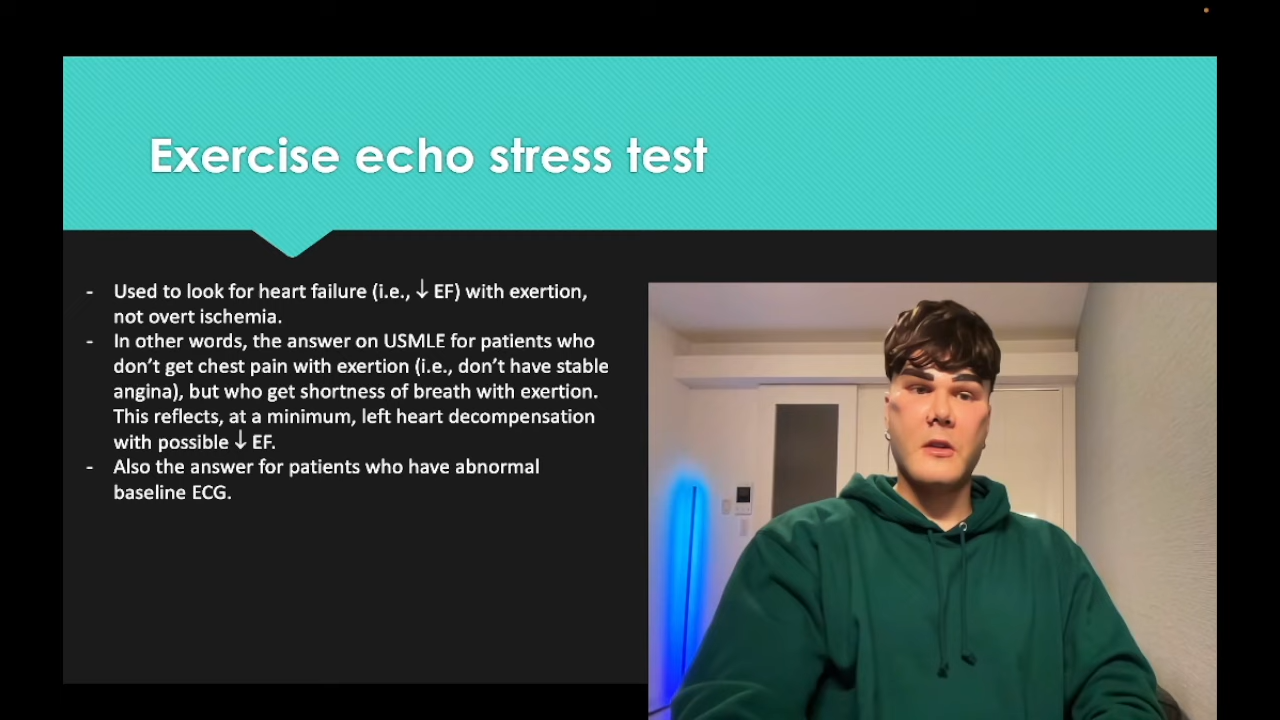 Exercise echo stress test
- Used to look for heart failure (i.e., ↓ EF) with exertion,
not overt ischemia.
- In other words, the answer on USMLE for patients who
don’t get chest pain with exertion (i.e., don’t have stable
angina), but who get shortness of breath with exertion.
This reflects, at a minimum, left heart decompensation
with possible ↓ EF.
- Also the answer for patients who have abnormal
baseline ECG.